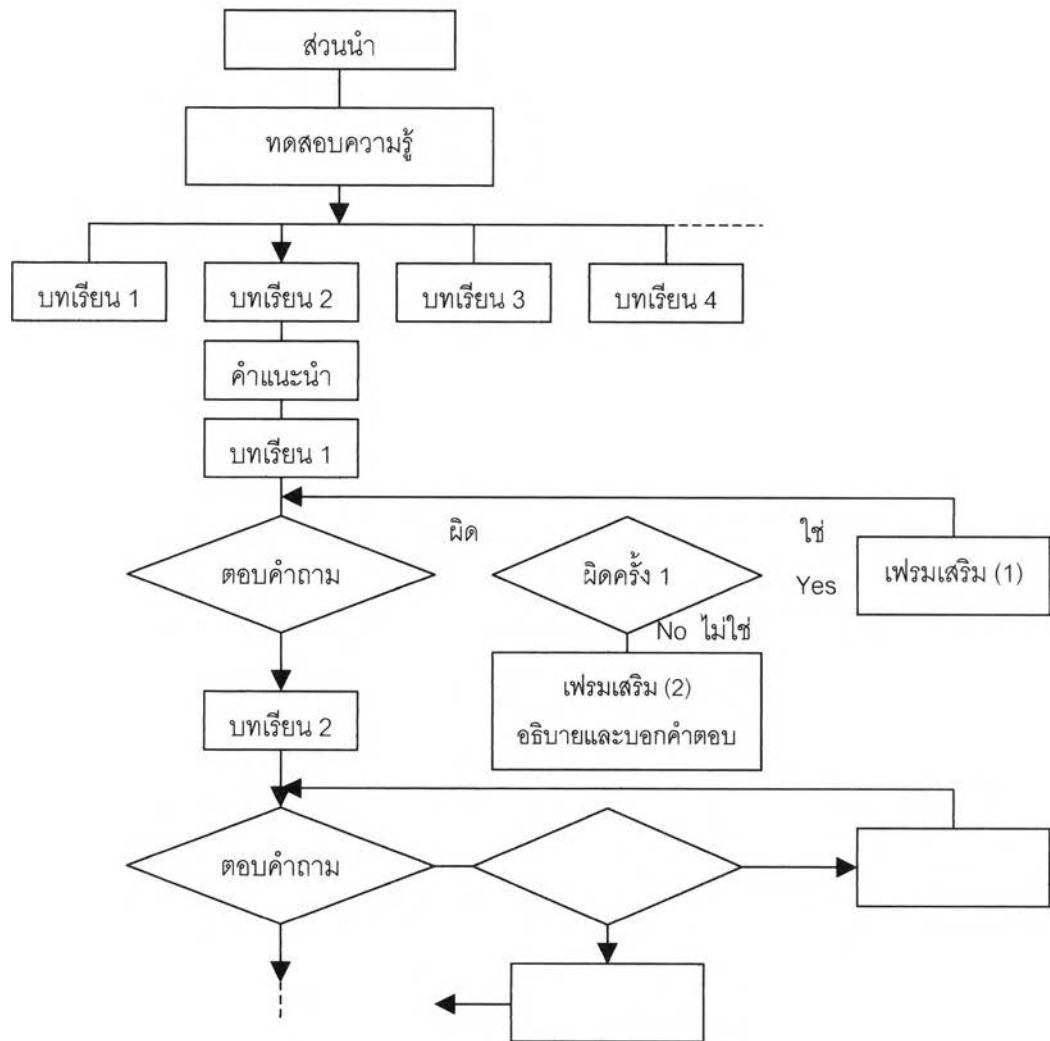 ส่วนนำ
ทดสอบความรู้
บทเรียน 1
บทเรียน 2
บทเรียน 3
บทเรียน 4
คำแนะนำ
บทเรียน 1
ตอบคำถาม
ผิด
ผิดครั้ง 1
ใช่
Yes
เฟรมเสริม (1)
No ไม่ใช่
เฟรมเสริม (2)
อธิบายและบอกคำตอบ
บทเรียน 2
ตอบคำถาม